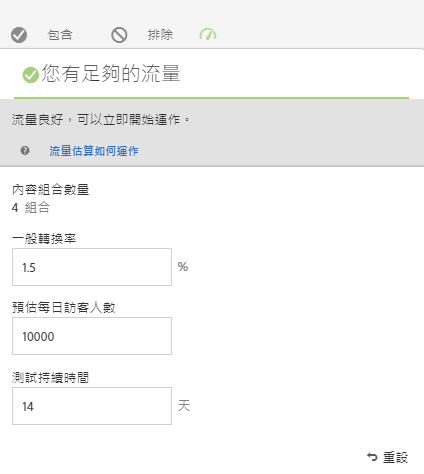 包含 排除
您有足夠的流量
流量良好，可以立即開始運作。
流量估算如何運作
內容組合數量
4 組合
一般轉換率
1.5 %
預估每日訪客人數
10000
測試持續時間
14 天
重設